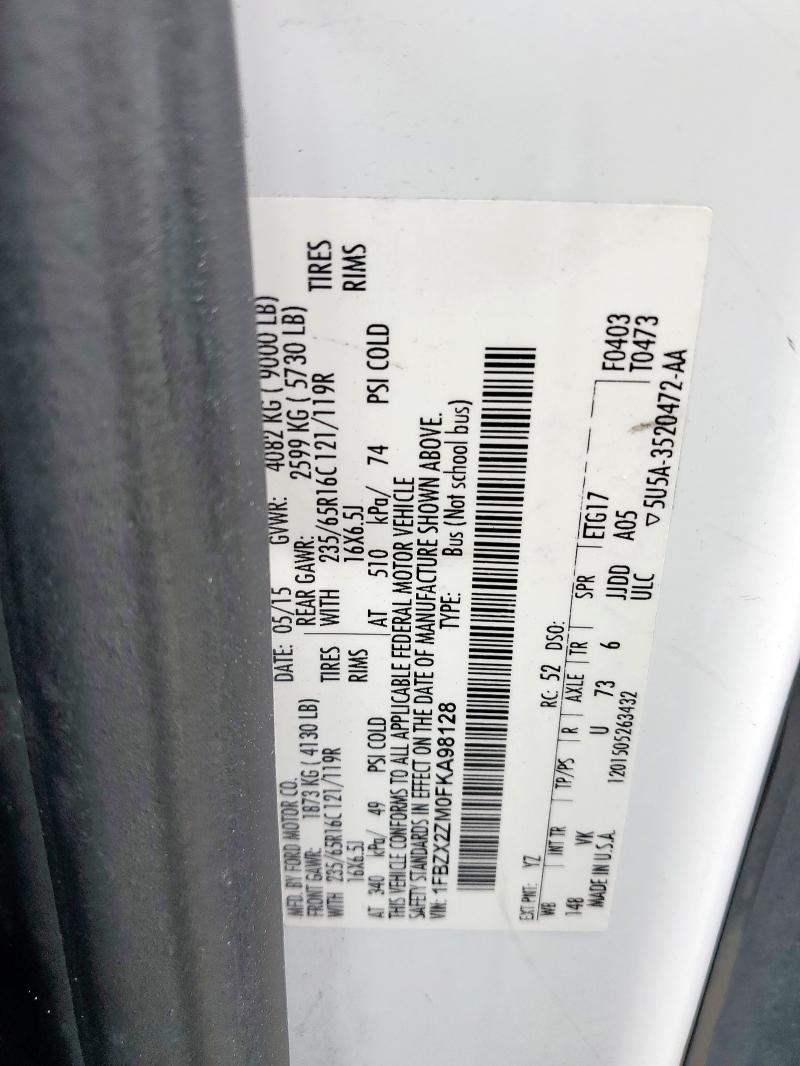 MFD. BY FORD MOTOR CO. DATE: 05/15 GVWR: 4082 KG ( 9000 LB)
FRONT GAWR: 1873 KG ( 4130 LB) REAR GAWR: 2599 KG ( 5730 LB)
WITH 235/65R16C 121/119R TIRES WITH 235/65R16C 121/119R TIRES
16X6.5J RIMS 16X6.5J RIMS
AT 340 kPa/ 49 PSI COLD AT 510 kPa/ 74 PSI COLD
THIS VEHICLE CONFORMS TO ALL APPLICABLE FEDERAL MOTOR VEHICLE
SAFETY STANDARDS IN EFFECT ON THE DATE OF MANUFACTURE SHOWN ABOVE.
VIN: 1FBZX2ZM0FKA98128 TYPE: Bus (Not school bus)
EXT PNT: YZ RC: 52 DSO:
WB INT TR TP/PS R AXLE TR SPR ETG17 F0403
148 VK U 73 6 JJDD A05 T0473
MADE IN U.S.A. 1201505263432 ULC ▽5U5A-3520472-AA